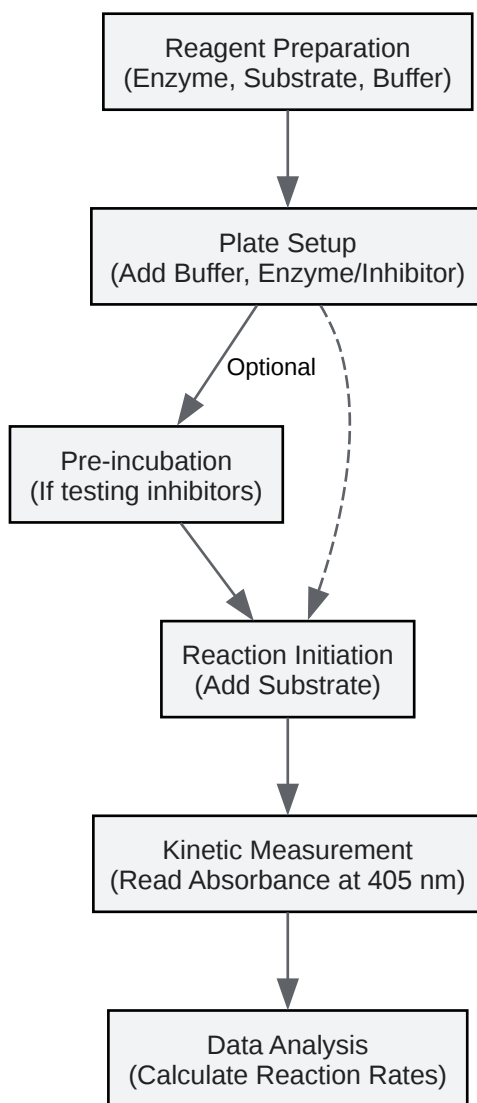 Reagent Preparation
(Enzyme, Substrate, Buffer)
Plate Setup
(Add Buffer, Enzyme/Inhibitor)
Optional
Pre-incubation
(If testing inhibitors)
Reaction Initiation
(Add Substrate)
Kinetic Measurement
(Read Absorbance at 405 nm)
Data Analysis
(Calculate Reaction Rates)